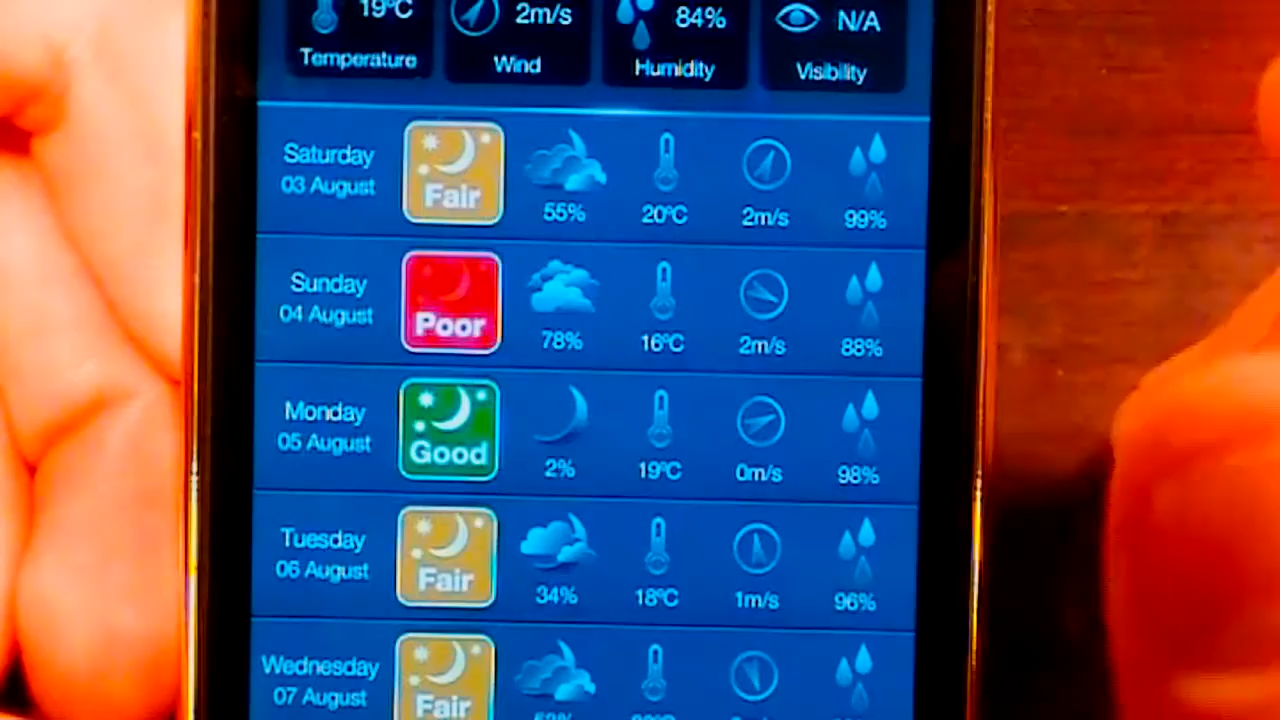 19°C 2m/s 84% N/A
Temperature Wind Humidity Visibility
Saturday
03 August
Fair
55% 20°C 2m/s 99%
Sunday
04 August
Poor
78% 16°C 2m/s 88%
Monday
05 August
Good
2% 19°C 0m/s 98%
Tuesday
06 August
Fair
34% 18°C 1m/s 96%
Wednesday
07 August
Fair